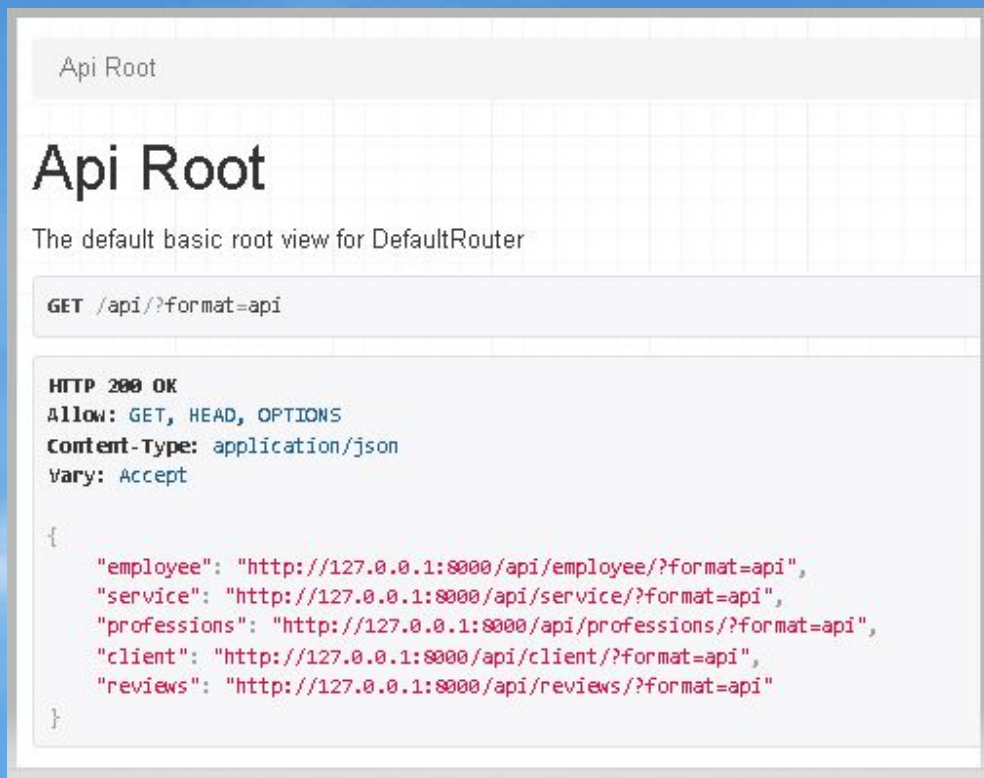 Api Root
Api Root
The default basic root view for DefaultRouter
GET /api/?format=api
HTTP 200 OK
Allow: GET, HEAD, OPTIONS
Content-Type: application/json
Vary: Accept
{
    "employee": "http://127.0.0.1:8000/api/employee/?format=api",
    "service": "http://127.0.0.1:8000/api/service/?format=api",
    "professions": "http://127.0.0.1:8000/api/professions/?format=api",
    "client": "http://127.0.0.1:8000/api/client/?format=api",
    "reviews": "http://127.0.0.1:8000/api/reviews/?format=api"
}